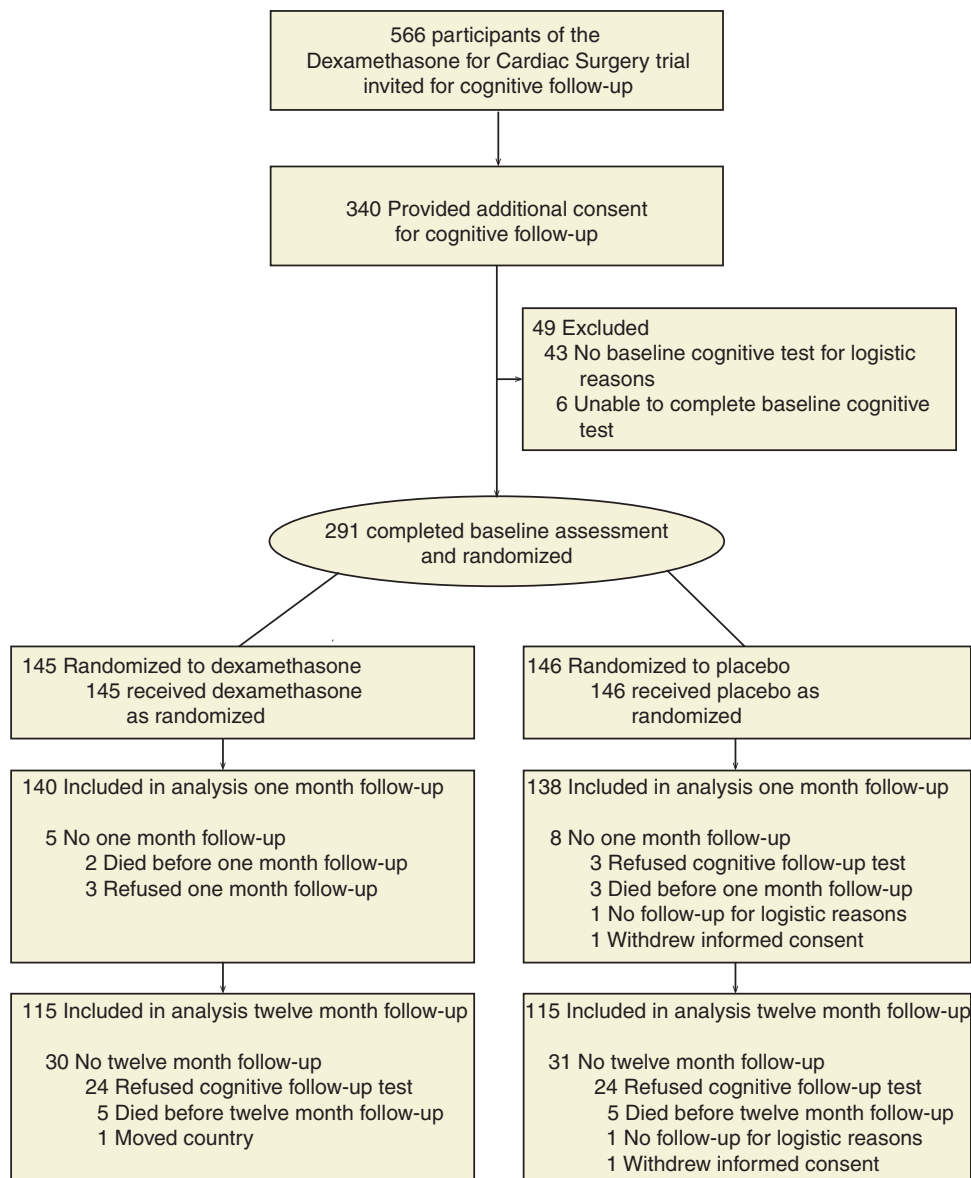 566 participants of the
Dexamethasone for Cardiac Surgery trial
invited for cognitive follow-up
340 Provided additional consent
for cognitive follow-up
49 Excluded
43 No baseline cognitive test for logistic
reasons
6 Unable to complete baseline cognitive
test
291 completed baseline assessment
and randomized
145 Randomized to dexamethasone
145 received dexamethasone
as randomized
146 Randomized to placebo
146 received placebo as
randomized
140 Included in analysis one month follow-up
5 No one month follow-up
2 Died before one month follow-up
3 Refused one month follow-up
138 Included in analysis one month follow-up
8 No one month follow-up
3 Refused cognitive follow-up test
3 Died before one month follow-up
1 No follow-up for logistic reasons
1 Withdrew informed consent
115 Included in analysis twelve month follow-up
30 No twelve month follow-up
24 Refused cognitive follow-up test
5 Died before twelve month follow-up
1 Moved country
115 Included in analysis twelve month follow-up
31 No twelve month follow-up
24 Refused cognitive follow-up test
5 Died before twelve month follow-up
1 No follow-up for logistic reasons
1 Withdrew informed consent